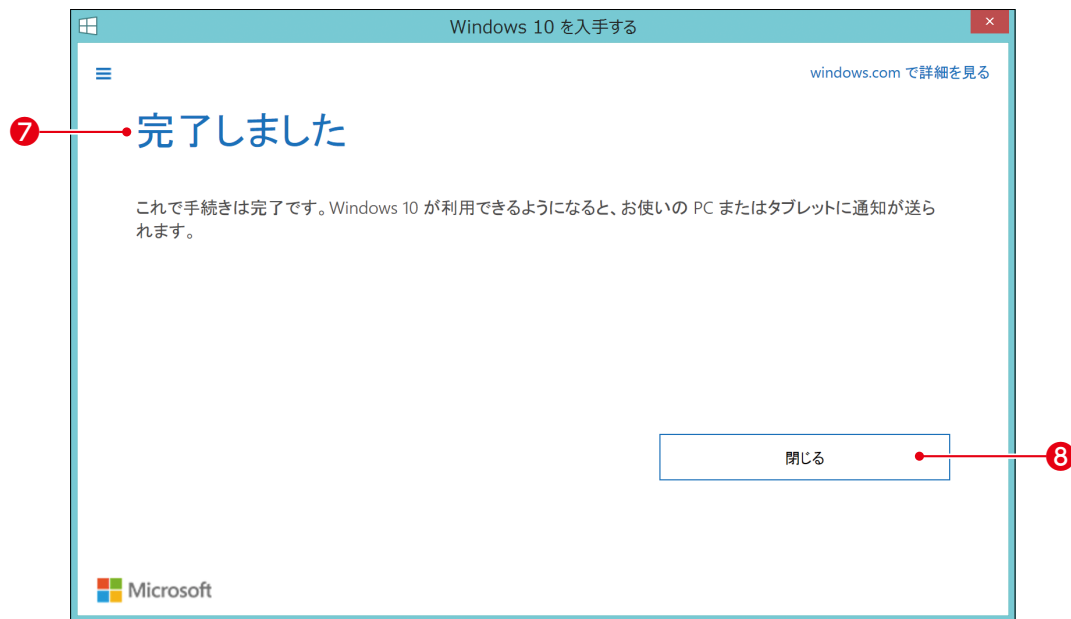 Windows 10 を入手する
windows.com で詳細を見る
7
完了しました
これで手続きは完了です。Windows 10 が利用できるようになると、お使いの PC またはタブレットに通知が送ら
れます。
閉じる
8
Microsoft